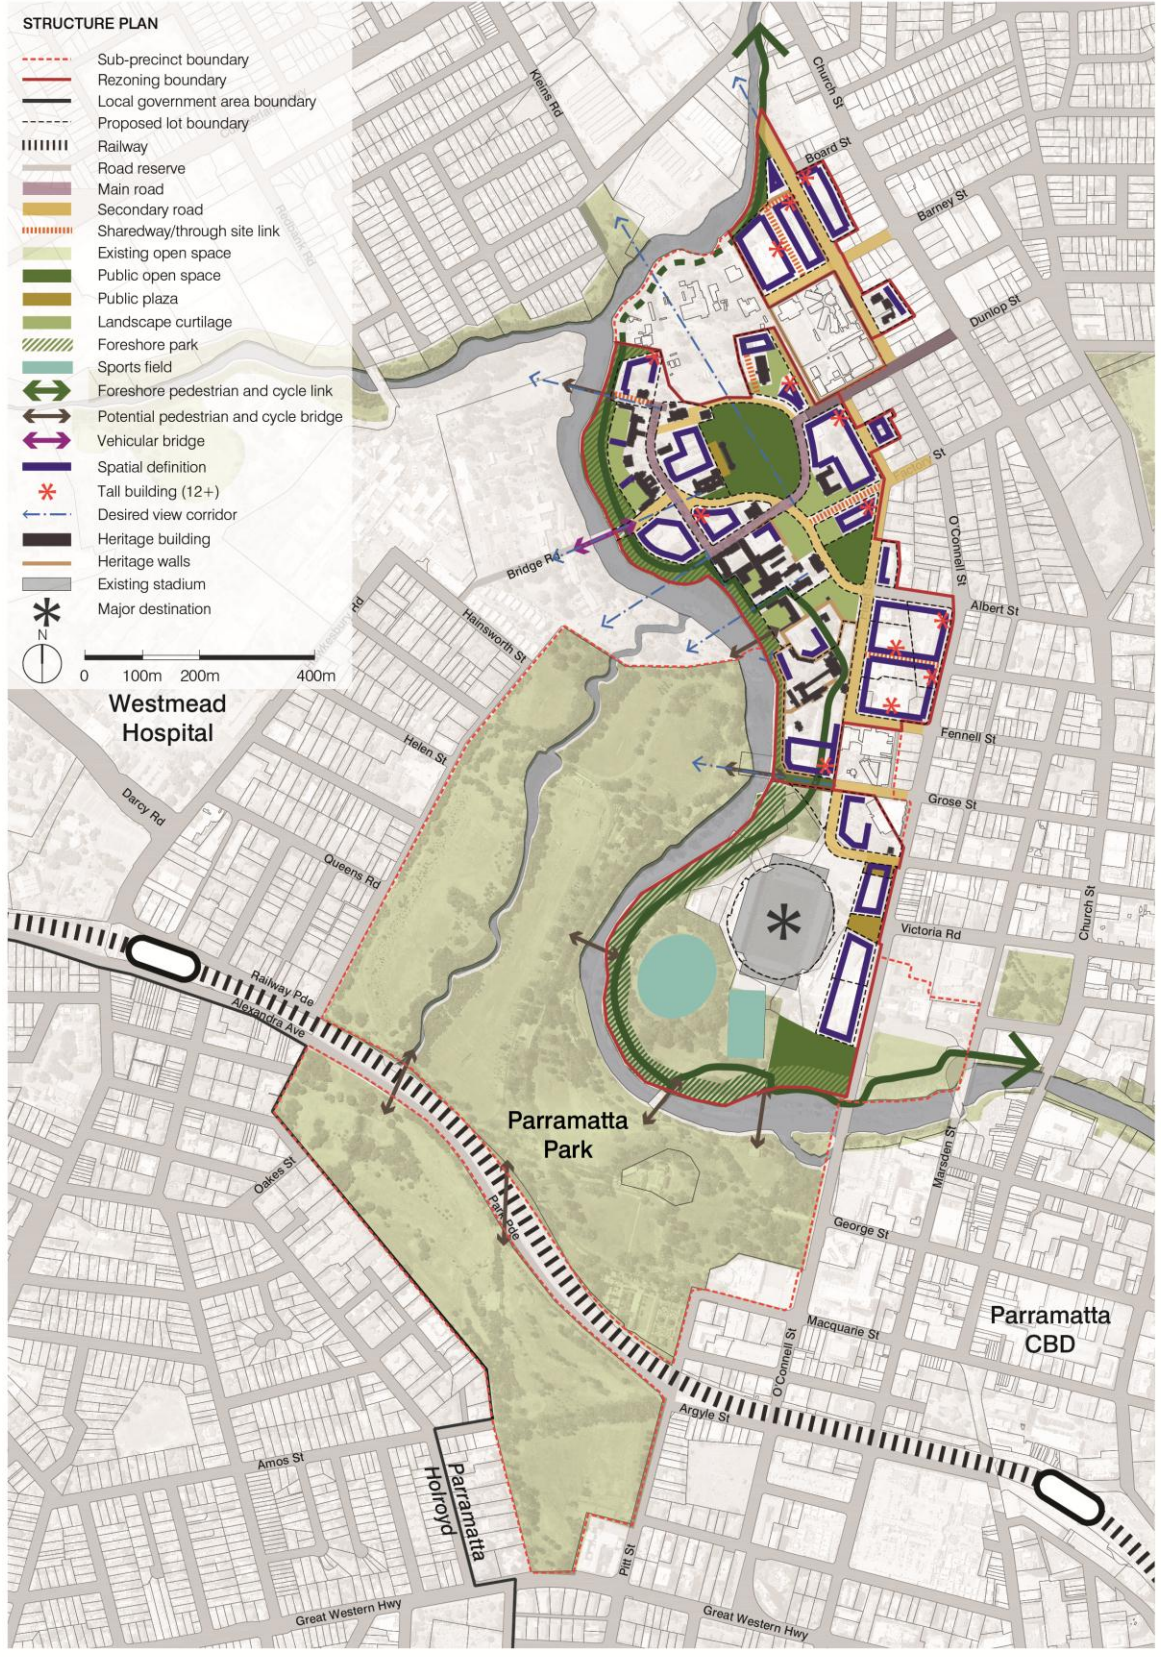 STRUCTURE PLAN
Sub-precinct boundary
Rezoning boundary
Local government area boundary
Proposed lot boundary
Railway
Road reserve
Main road
Secondary road
Sharedway/through site link
Existing open space
Public open space
Public plaza
Landscape curtilage
Foreshore park
Sports field
Foreshore pedestrian and cycle link
Potential pedestrian and cycle bridge
Vehicular bridge
Spatial definition
Tall building (12+)
Desired view corridor
Heritage building
Heritage walls
Existing stadium
Major destination
N
0 100m 200m 400m
Kleins Rd
Church St
Board St
Barney St
Dunlop St
Factory St
O'Connell St
Albert St
Bridge Rd
Hainsworth St
Westmead
Hospital
Helen St
Fennell St
Grose St
Darcy Rd
Queens Rd
Church St
Victoria Rd
Railway Pde
Alexandra Ave
Parramatta
Park
Marsden St
Oakes St
Park Pde
George St
Macquarie St
Parramatta
CBD
O'Connell St
Argyle St
Amos St
Parramatta
Holroyd
Pitt St
Great Western Hwy
Great Western Hwy